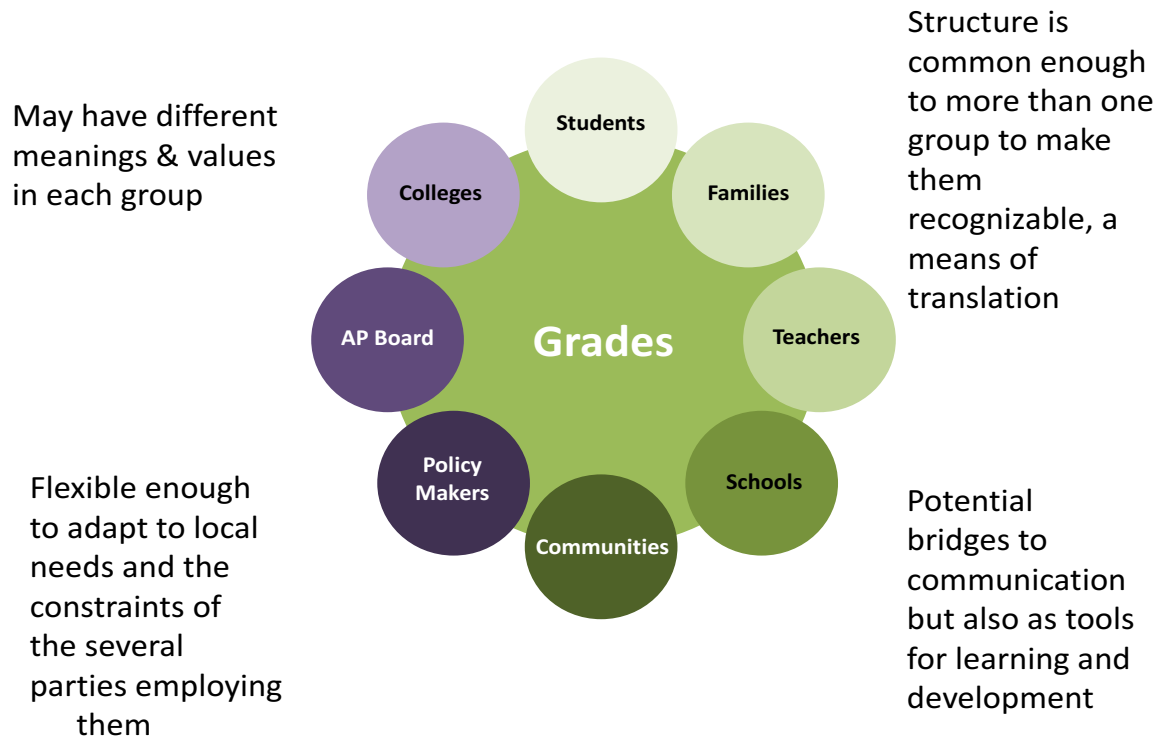 May have different
meanings & values
in each group
Structure is
common enough
to more than one
group to make
them
recognizable, a
means of
translation
Students
Colleges
Families
AP Board
Grades
Teachers
Policy
Makers
Schools
Communities
Flexible enough
to adapt to local
needs and the
constraints of
the several
parties employing
them
Potential
bridges to
communication
but also as tools
for learning and
development